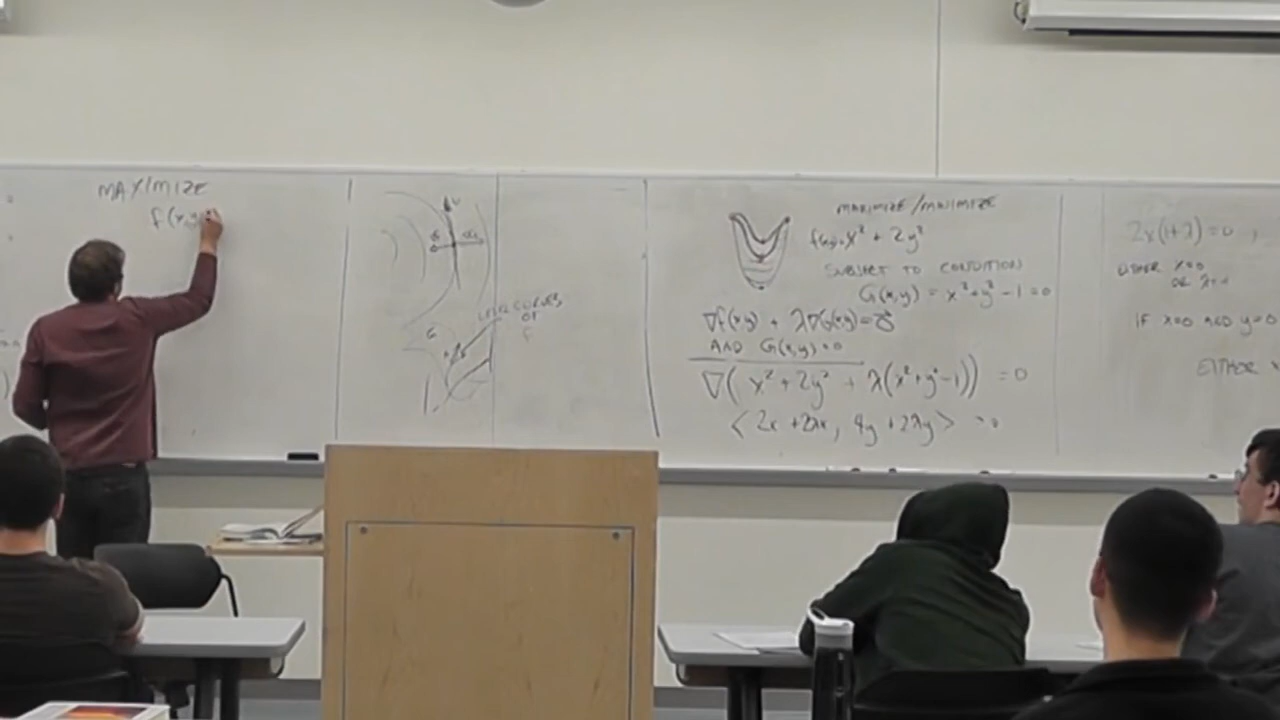 MAXIMIZE
f(x,y
LEVEL CURVES
OF
f
G
MAXIMIZE/MINIMIZE
f(x,y)=x² + 2y²
SUBJECT TO CONDITION
G(x,y) = x²+y²-1=0
∇f(x,y) + λ∇G(x,y)=0
AND G(x,y)=0
∇( x²+2y² + λ(x²+y²-1)) = 0
< 2x +2λx, 4y +2λy> =0
2x(1+λ)=0
EITHER x=0
OR
IF x=0 AND y=0
EITHER